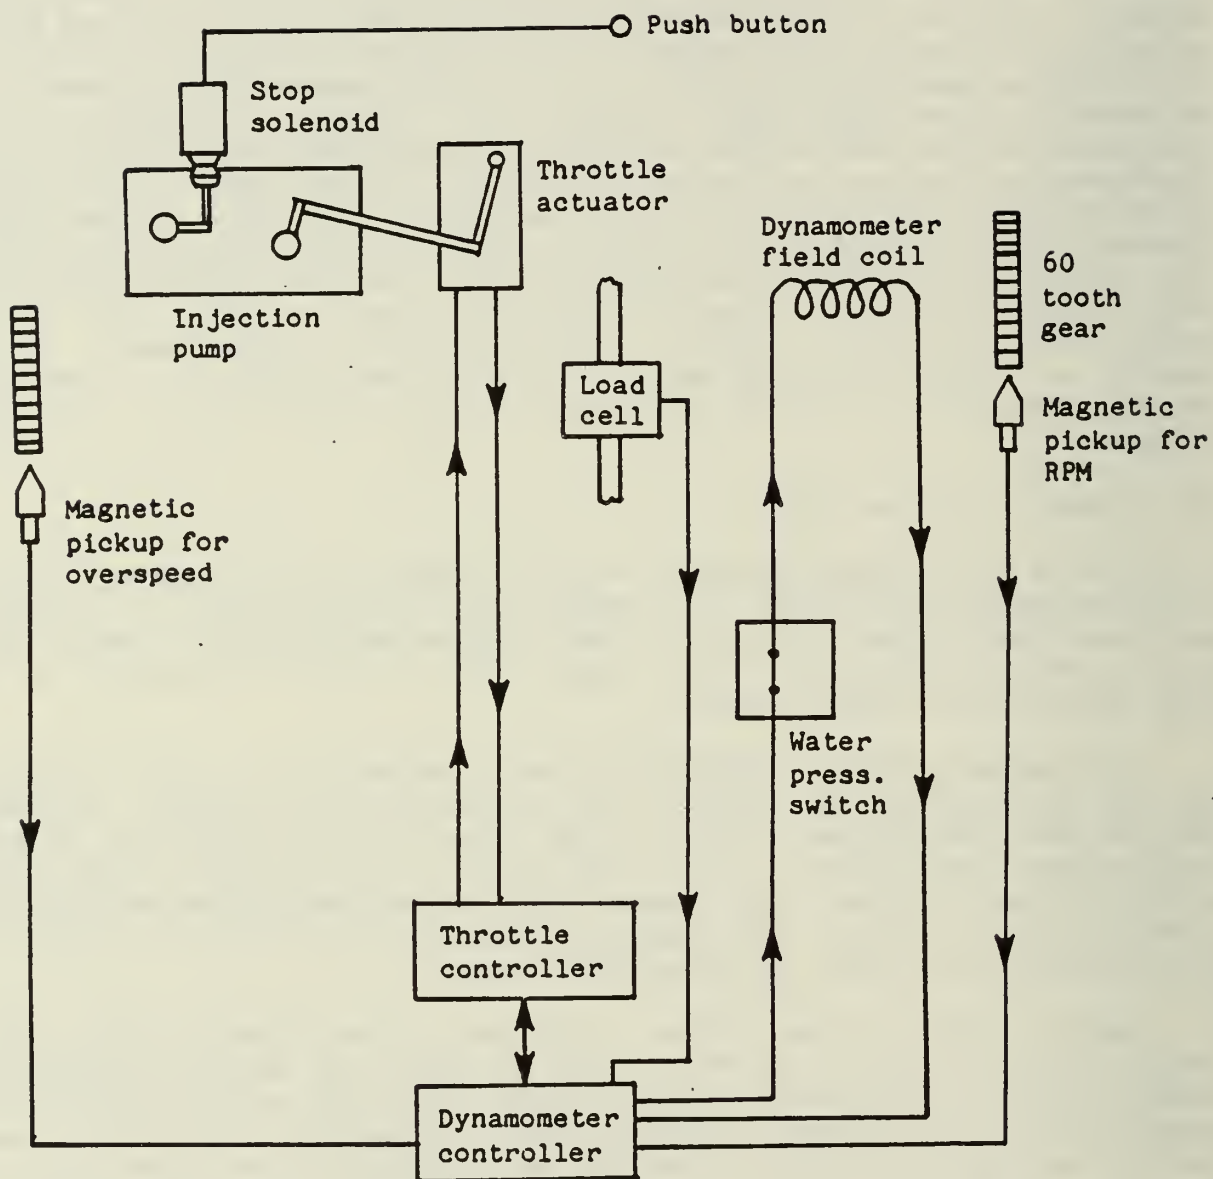 Push button
Stop
solenoid
Throttle
actuator
Injection
pump
Dynamometer
field coil
60
tooth
gear
Load
cell
Magnetic
pickup for
RPM
Magnetic
pickup for
overspeed
Water
press.
switch
Throttle
controller
Dynamometer
controller